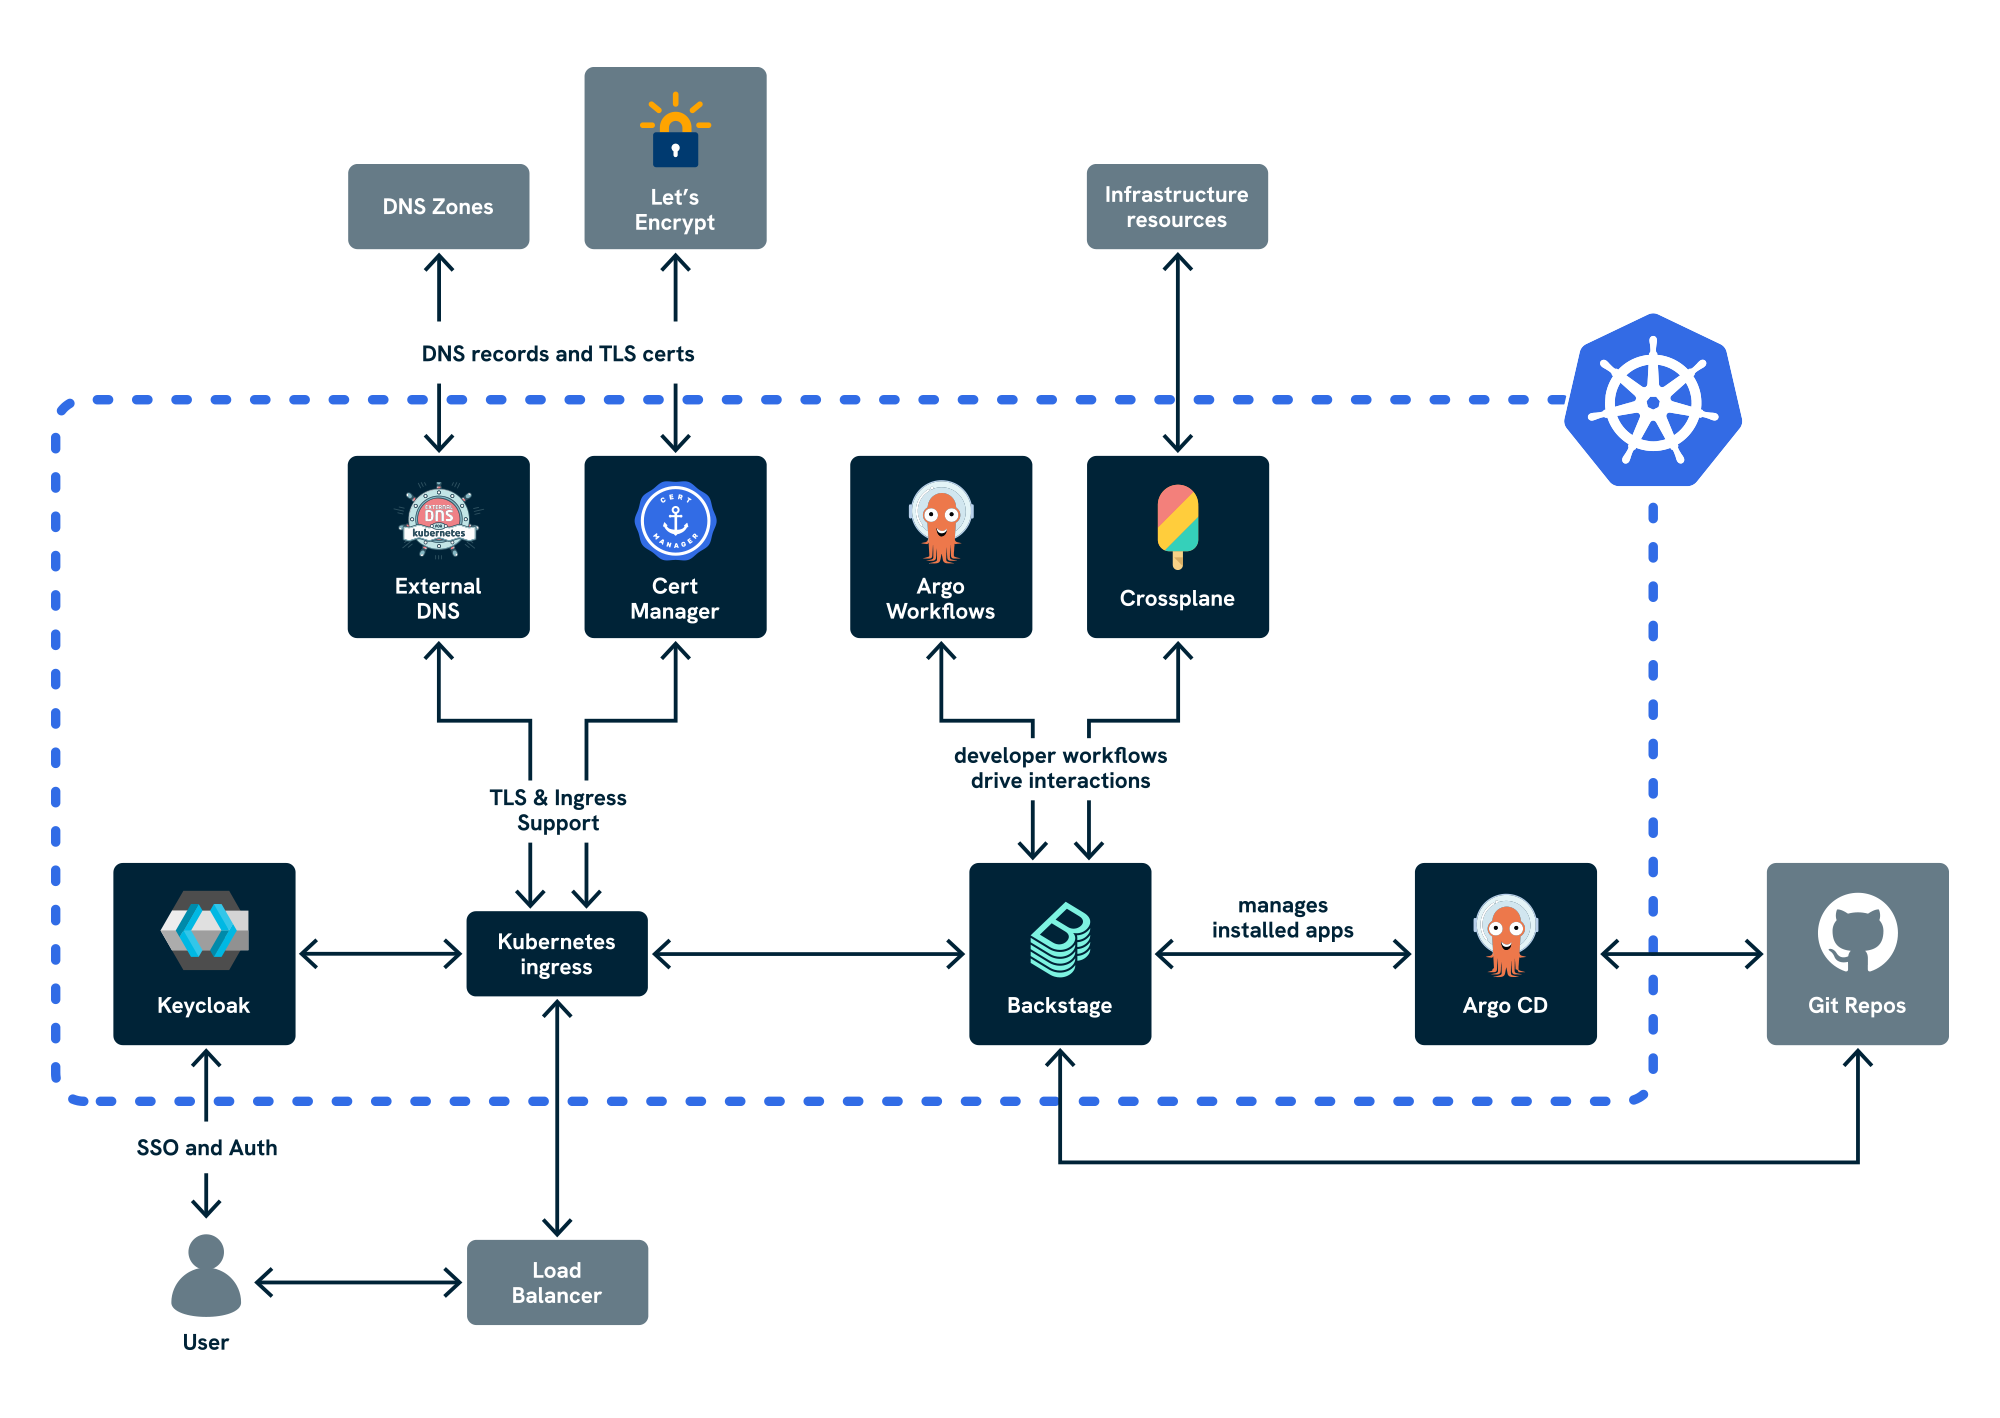 Let’s
Encrypt
DNS Zones
Infrastructure
resources
DNS records and TLS certs
EXTERNAL
DNS
FOR
kubernetes
External
DNS
CERT
MANAGER
Cert
Manager
Argo
Workflows
Crossplane
developer workflows
drive interactions
TLS & Ingress
Support
Keycloak
Kubernetes
ingress
Backstage
manages
installed apps
Argo CD
Git Repos
SSO and Auth
Load
Balancer
User